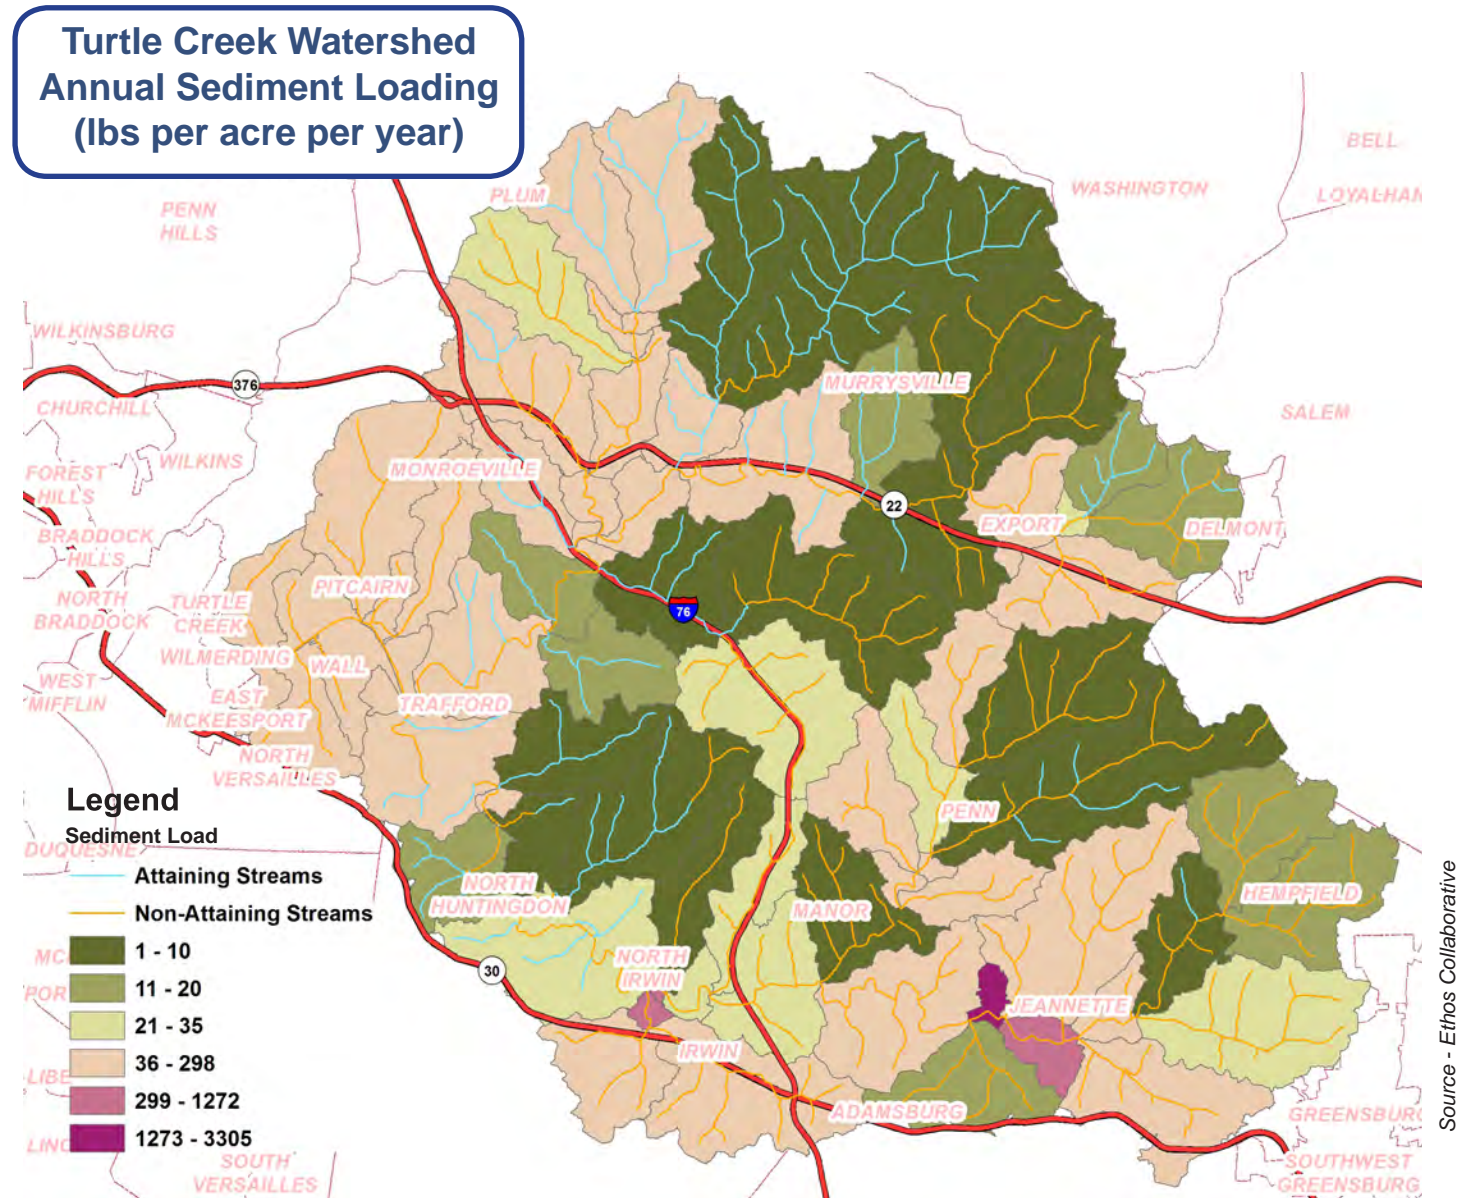 Turtle Creek Watershed
Annual Sediment Loading
(lbs per acre per year)
BELL
WASHINGTON
LOYALHAN
PLUM
PENN
HILLS
WILKINSBURG
376
MURRYSVILLE
CHURCHILL
SALEM
WILKINS
MONROEVILLE
FOREST
HILLS
22
EXPORT
DELMONT
BRADDOCK
HILLS
PITCAIRN
NORTH
BRADDOCK
TURTLE
CREEK
76
WILMERDING
WALL
WEST
MIFFLIN
EAST
MCKEESPORT
TRAFFORD
NORTH
VERSAILLES
PENN
Legend
Sediment Load
DUQUESNE
Attaining Streams
Non-Attaining Streams
1 - 10
11 - 20
21 - 35
36 - 298
299 - 1272
1273 - 3305
NORTH
HUNTINGDON
MANOR
HEMPFIELD
MC
POR
30
NORTH
IRWIN
JEANNETTE
IRWIN
LIBE
ADAMSBURG
GREENSBURG
LINC
SOUTH
VERSAILLES
SOUTHWEST
GREENSBURG
Source - Ethos Collaborative